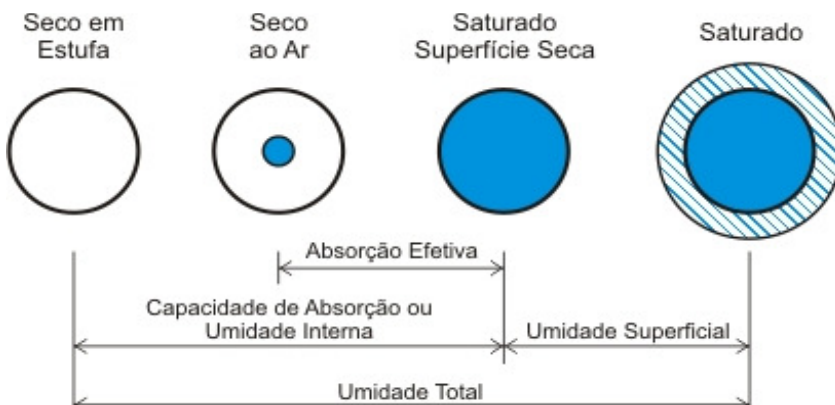 Seco em
Estufa
Seco
ao Ar
Saturado
Superfície Seca
Saturado
Absorção Efetiva
Capacidade de Absorção ou
Umidade Interna
Umidade Superficial
Umidade Total